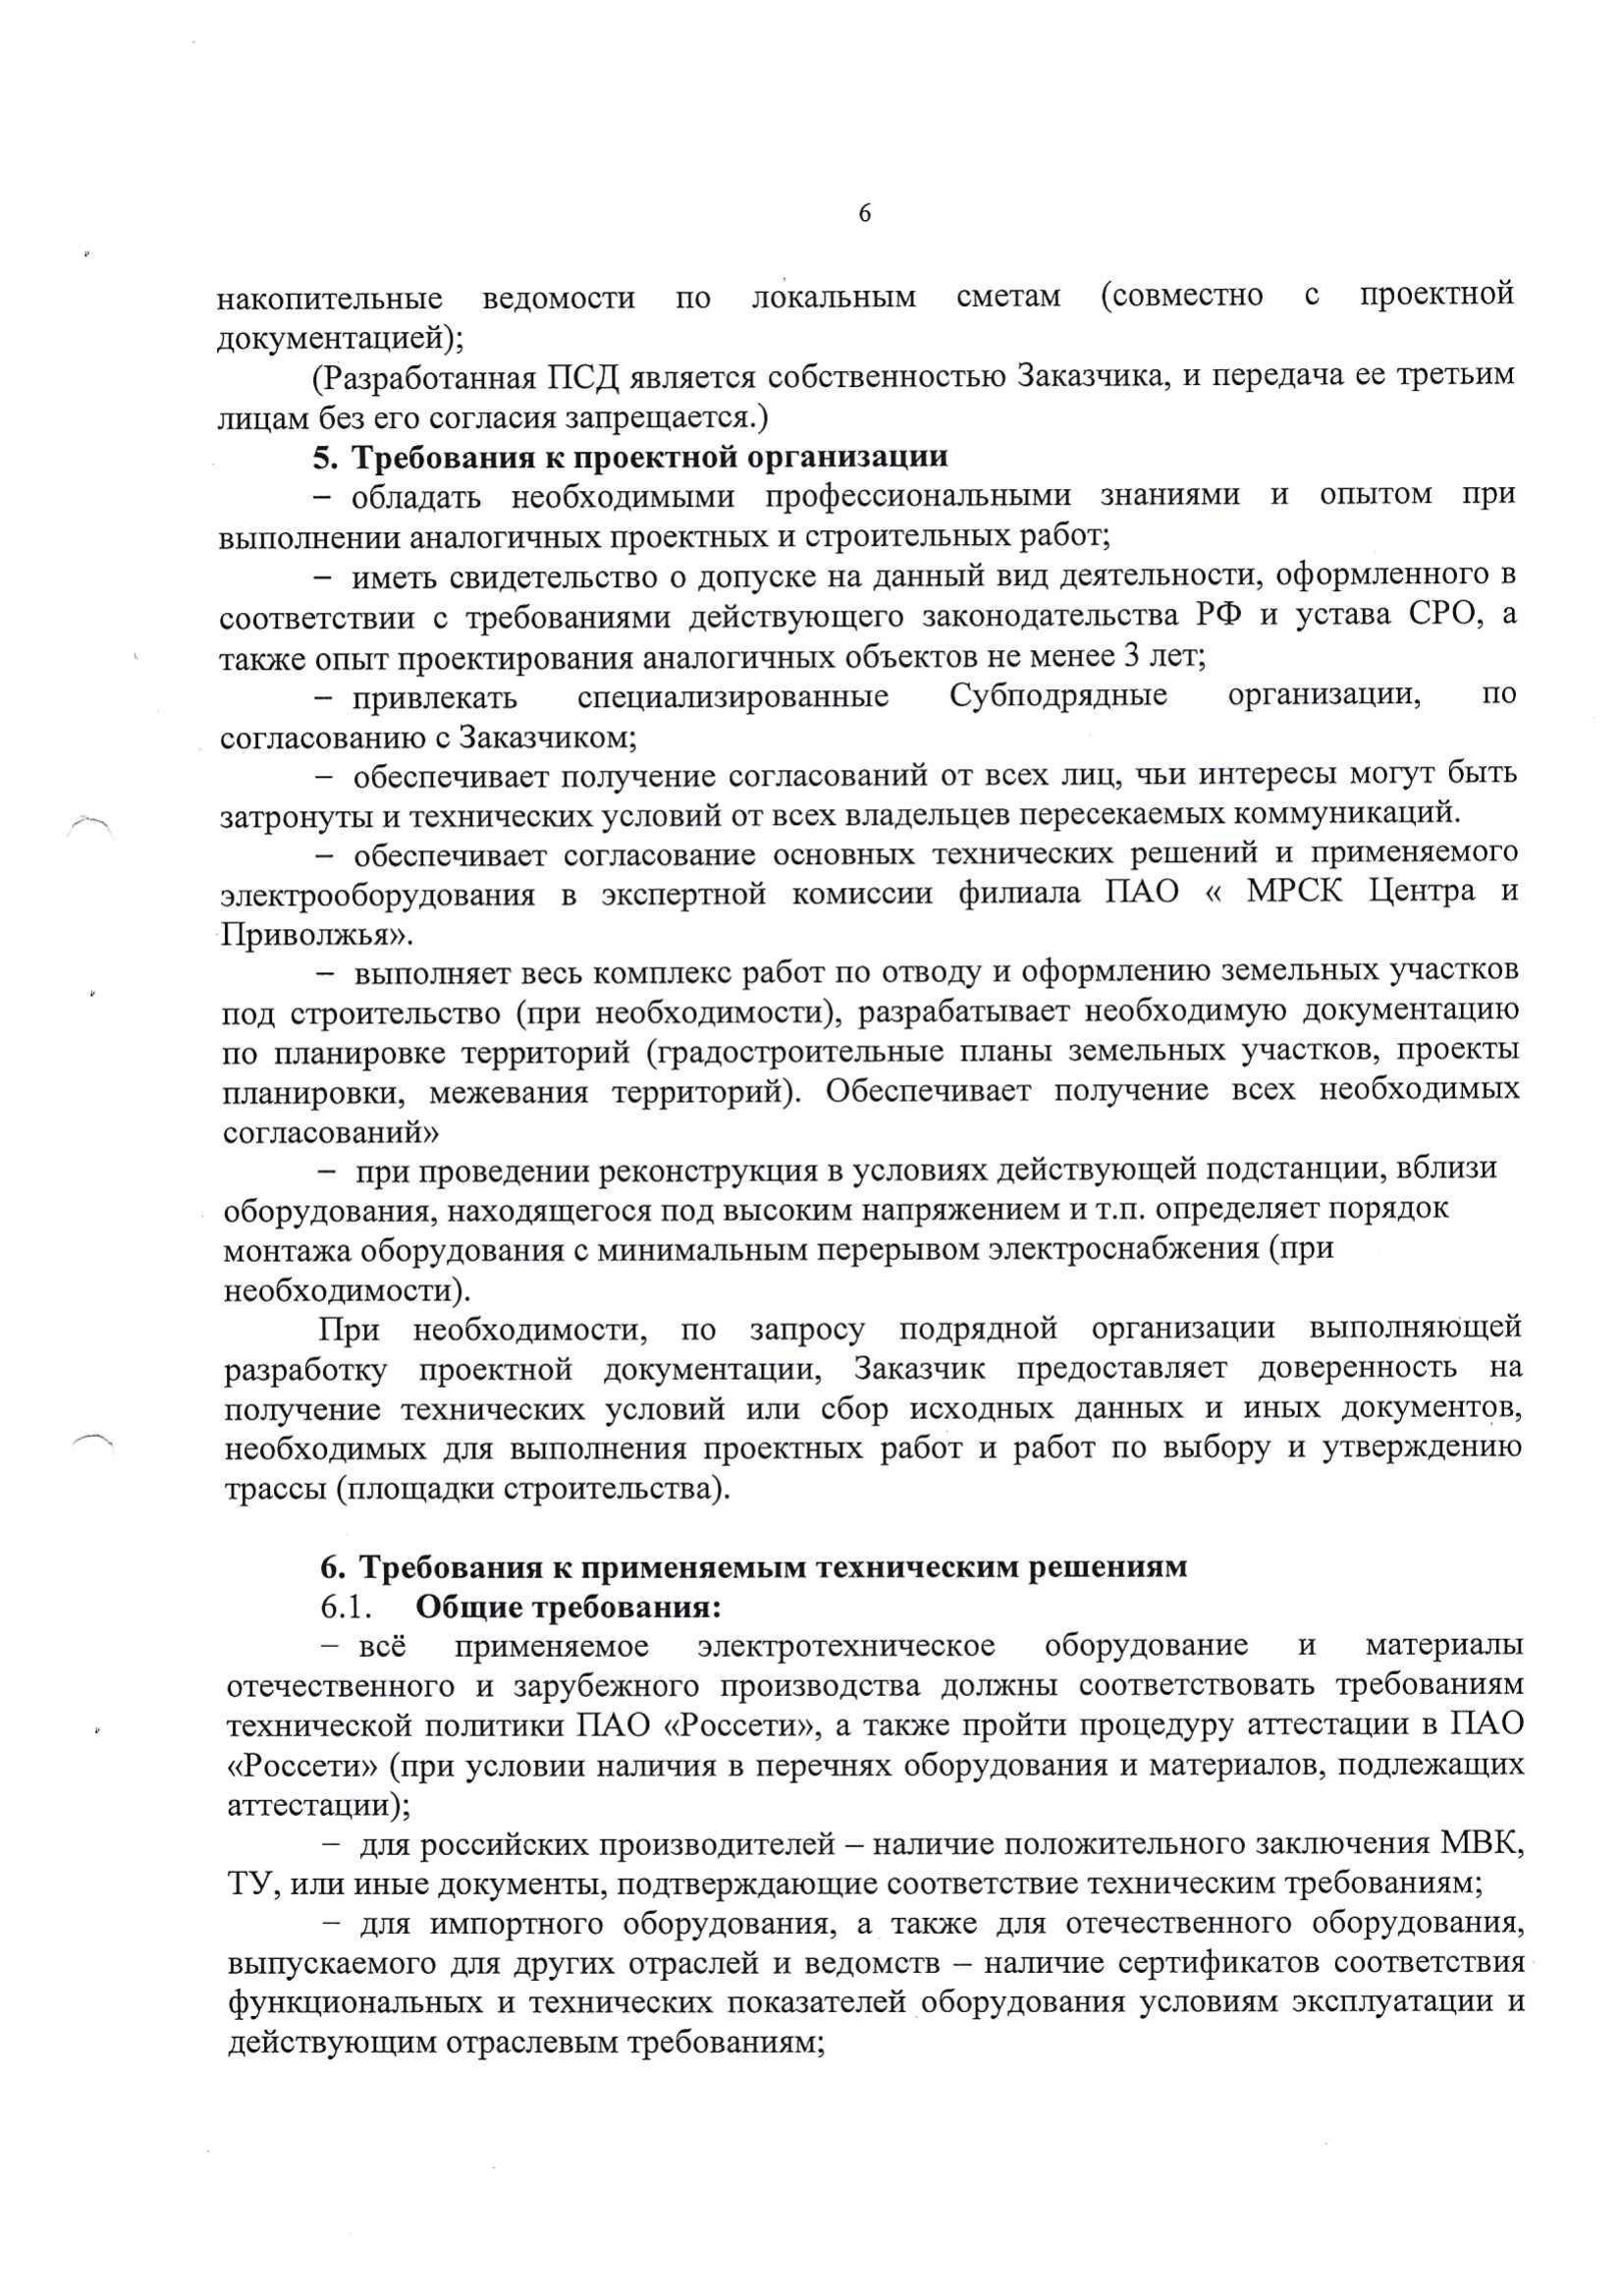 6
накопительные ведомости по локальным сметам (совместно с проектной
документацией);
(Разработанная ПСД является собственностью Заказчика, и передача ее третьим
лицам без его согласия запрещается.)
5. Требования к проектной организации
– обладать необходимыми профессиональными знаниями и опытом при
выполнении аналогичных проектных и строительных работ;
– иметь свидетельство о допуске на данный вид деятельности, оформленного в
соответствии с требованиями действующего законодательства РФ и устава СРО, а
также опыт проектирования аналогичных объектов не менее 3 лет;
– привлекать специализированные Субподрядные организации, по
согласованию с Заказчиком;
– обеспечивает получение согласований от всех лиц, чьи интересы могут быть
затронуты и технических условий от всех владельцев пересекаемых коммуникаций.
– обеспечивает согласование основных технических решений и применяемого
электрооборудования в экспертной комиссии филиала ПАО « МРСК Центра и
Приволжья».
– выполняет весь комплекс работ по отводу и оформлению земельных участков
под строительство (при необходимости), разрабатывает необходимую документацию
по планировке территорий (градостроительные планы земельных участков, проекты
планировки, межевания территорий). Обеспечивает получение всех необходимых
согласований»
– при проведении реконструкция в условиях действующей подстанции, вблизи
оборудования, находящегося под высоким напряжением и т.п. определяет порядок
монтажа оборудования с минимальным перерывом электроснабжения (при
необходимости).
При необходимости, по запросу подрядной организации выполняющей
разработку проектной документации, Заказчик предоставляет доверенность на
получение технических условий или сбор исходных данных и иных документов,
необходимых для выполнения проектных работ и работ по выбору и утверждению
трассы (площадки строительства).
6. Требования к применяемым техническим решениям
6.1. Общие требования:
– всё применяемое электротехническое оборудование и материалы
отечественного и зарубежного производства должны соответствовать требованиям
технической политики ПАО «Россети», а также пройти процедуру аттестации в ПАО
«Россети» (при условии наличия в перечнях оборудования и материалов, подлежащих
аттестации);
– для российских производителей – наличие положительного заключения МВК,
ТУ, или иные документы, подтверждающие соответствие техническим требованиям;
– для импортного оборудования, а также для отечественного оборудования,
выпускаемого для других отраслей и ведомств – наличие сертификатов соответствия
функциональных и технических показателей оборудования условиям эксплуатации и
действующим отраслевым требованиям;